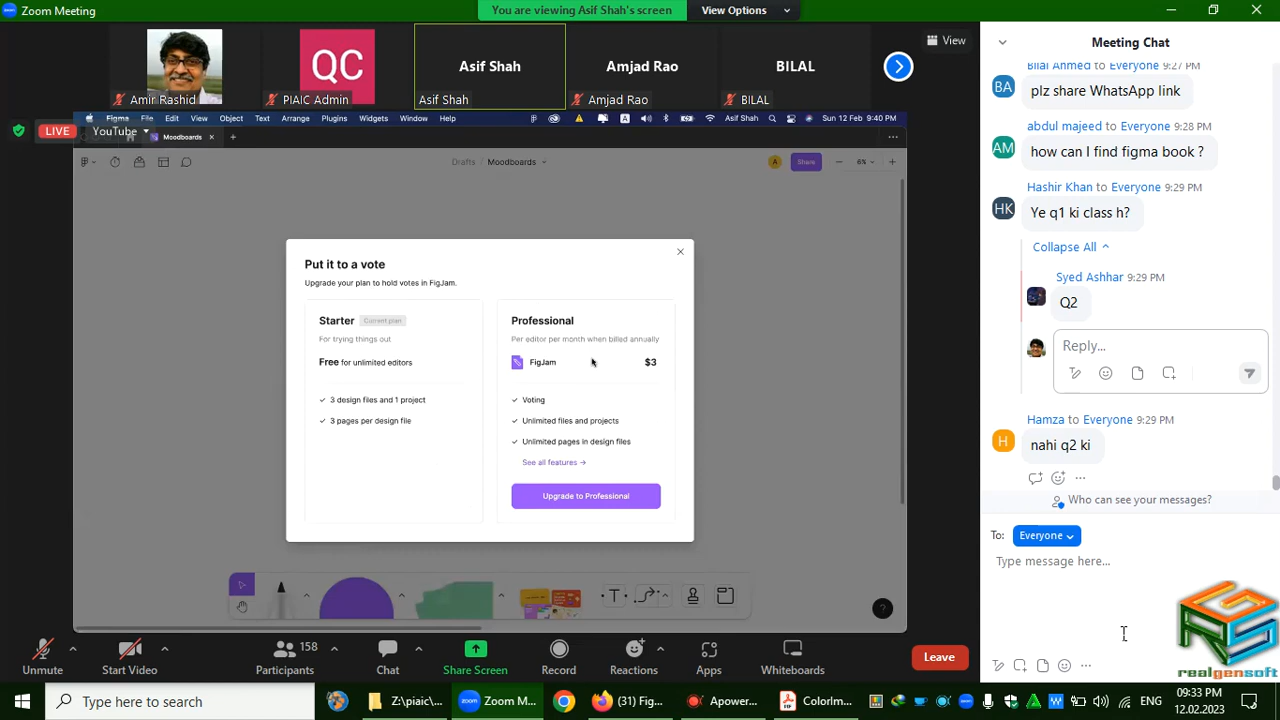 Zoom Meeting
You are viewing Asif Shah's screen
View Options
View
QC
Asif Shah
Amjad Rao
BILAL
Amir Rashid
PIAIC Admin
Asif Shah
Amjad Rao
BILAL
LIVE
YouTube
Figma File Edit View Object Text Arrange Plugins Widgets Window Help
Asif Shah
Sun 12 Feb 9:40 PM
Moodboards
Drafts / Moodboards
A
Share
6%
Put it to a vote
Upgrade your plan to hold votes in FigJam.
Starter Current plan
For trying things out
Free for unlimited editors
3 design files and 1 project
3 pages per design file
Professional
Per editor per month when billed annually
FigJam $3
Voting
Unlimited files and projects
Unlimited pages in design files
See all features →
Upgrade to Professional
T
?
Meeting Chat
Bilal Ahmed to Everyone 9:27 PM
BA
plz share WhatsApp link
abdul majeed to Everyone 9:28 PM
AM
how can I find figma book ?
Hashir Khan to Everyone 9:29 PM
HK
Ye q1 ki class h?
Collapse All
Syed Ashhar 9:29 PM
Q2
Reply...
Hamza to Everyone 9:29 PM
H
nahi q2 ki
Who can see your messages?
To: Everyone
Type message here...
realgensoft
Unmute
Start Video
158
Participants
Chat
Share Screen
Record
Reactions
Apps
Whiteboards
Leave
Type here to search
Z:\piaic\...
Zoom M...
(31) Fig...
Apower...
ColorIm...
ENG
09:33 PM
12.02.2023